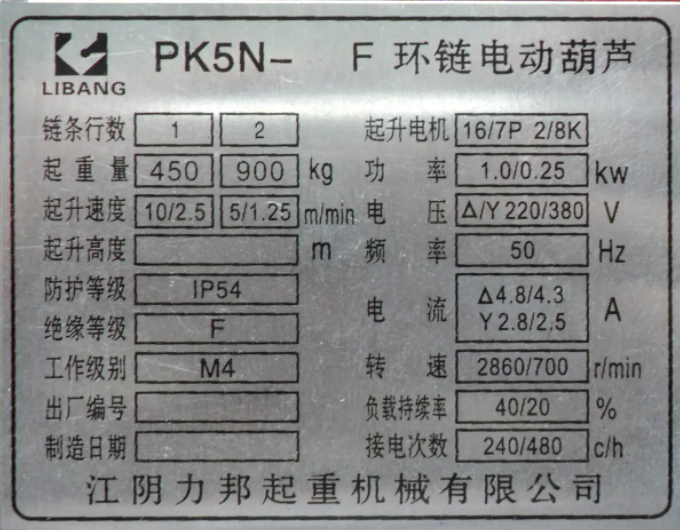 LIBANG
PK5N- F 环链电动葫芦
链条行数 1 2 起升电机 16/7P 2/8K
起重量 450 900 kg 功率 1.0/0.25 kw
起升速度 10/2.5 5/1.25 m/min 电压 Δ/Y 220/380 V
起升高度 m 频率 50 Hz
防护等级 IP54 电流 Δ4.8/4.3 A
绝缘等级 F Y 2.8/2.5
工作级别 M4 转速 2860/700 r/min
出厂编号 负载持续率 40/20 %
制造日期 接电次数 240/480 c/h
江阴力邦起重机械有限公司